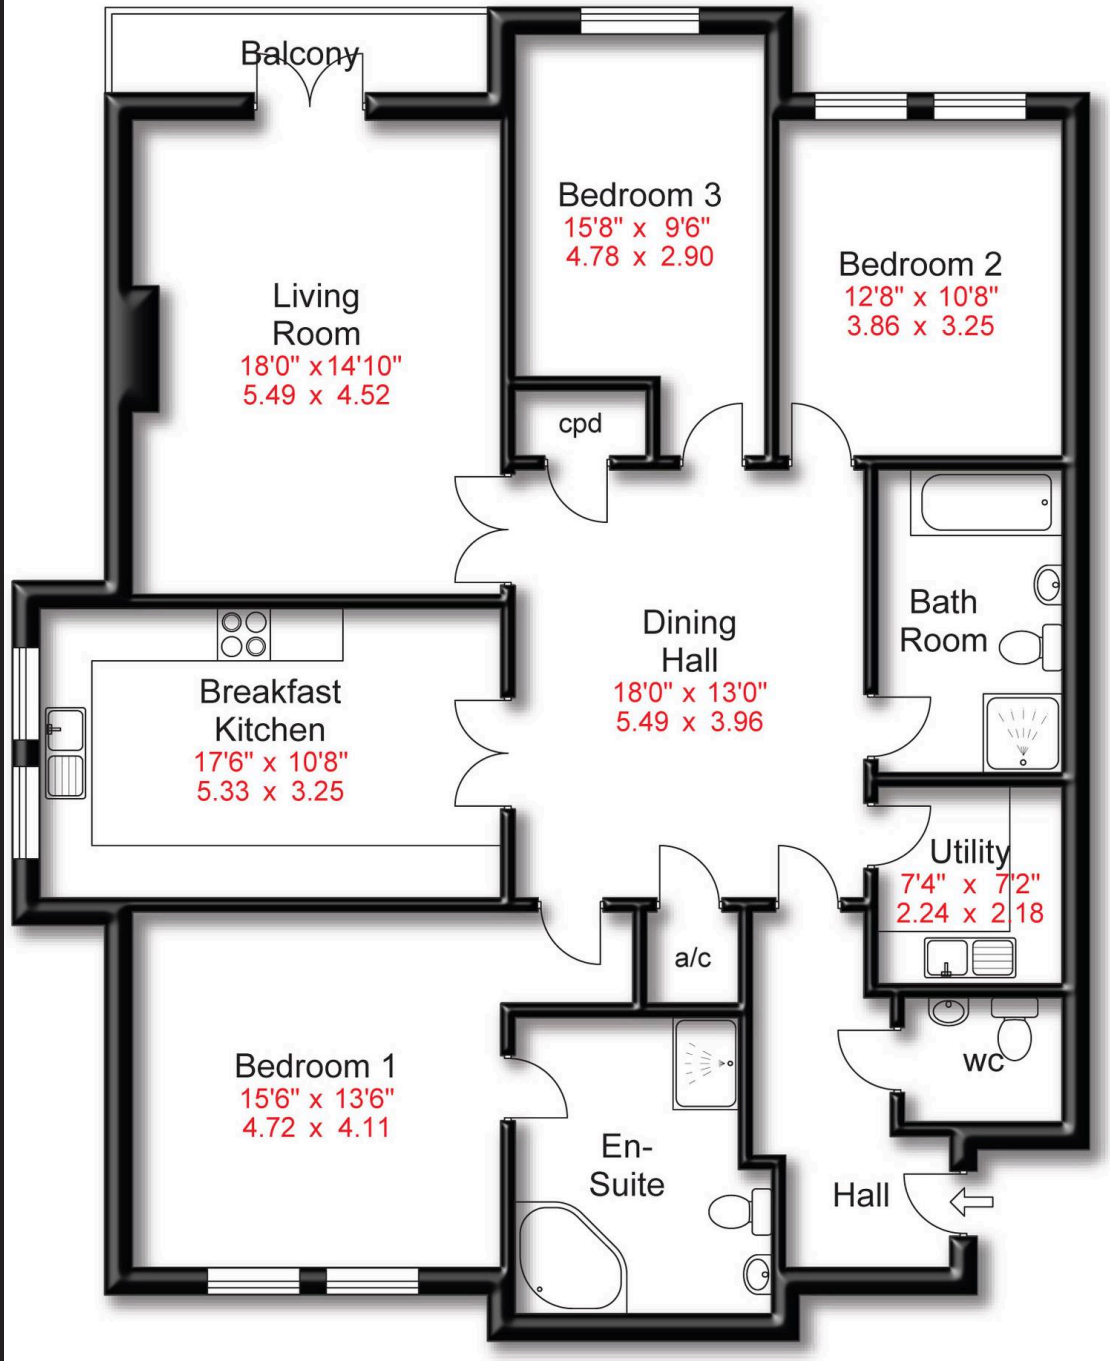 Balcony
Bedroom 3
15'8" x 9'6"
4.78 x 2.90
Bedroom 2
12'8" x 10'8"
3.86 x 3.25
Living
Room
18'0" x 14'10"
5.49 x 4.52
cpd
Dining
Hall
18'0" x 13'0"
5.49 x 3.96
Bath
Room
Breakfast
Kitchen
17'6" x 10'8"
5.33 x 3.25
Utility
7'4" x 7'2"
2.24 x 2.18
a/c
Bedroom 1
15'6" x 13'6"
4.72 x 4.11
wc
En-
Suite
Hall